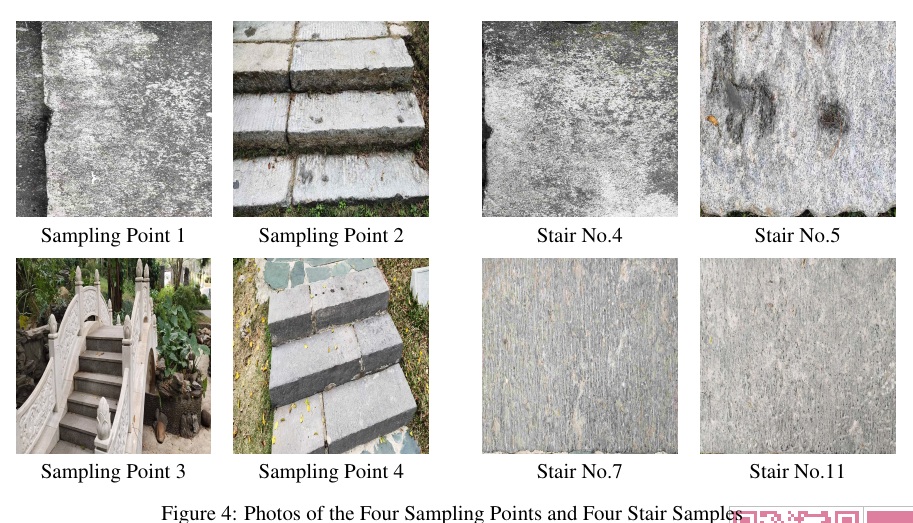 Sampling Point 1
Sampling Point 2
Stair No.4
Stair No.5
Sampling Point 3
Sampling Point 4
Stair No.7
Stair No.11
Figure 4: Photos of the Four Sampling Points and Four Stair Samples